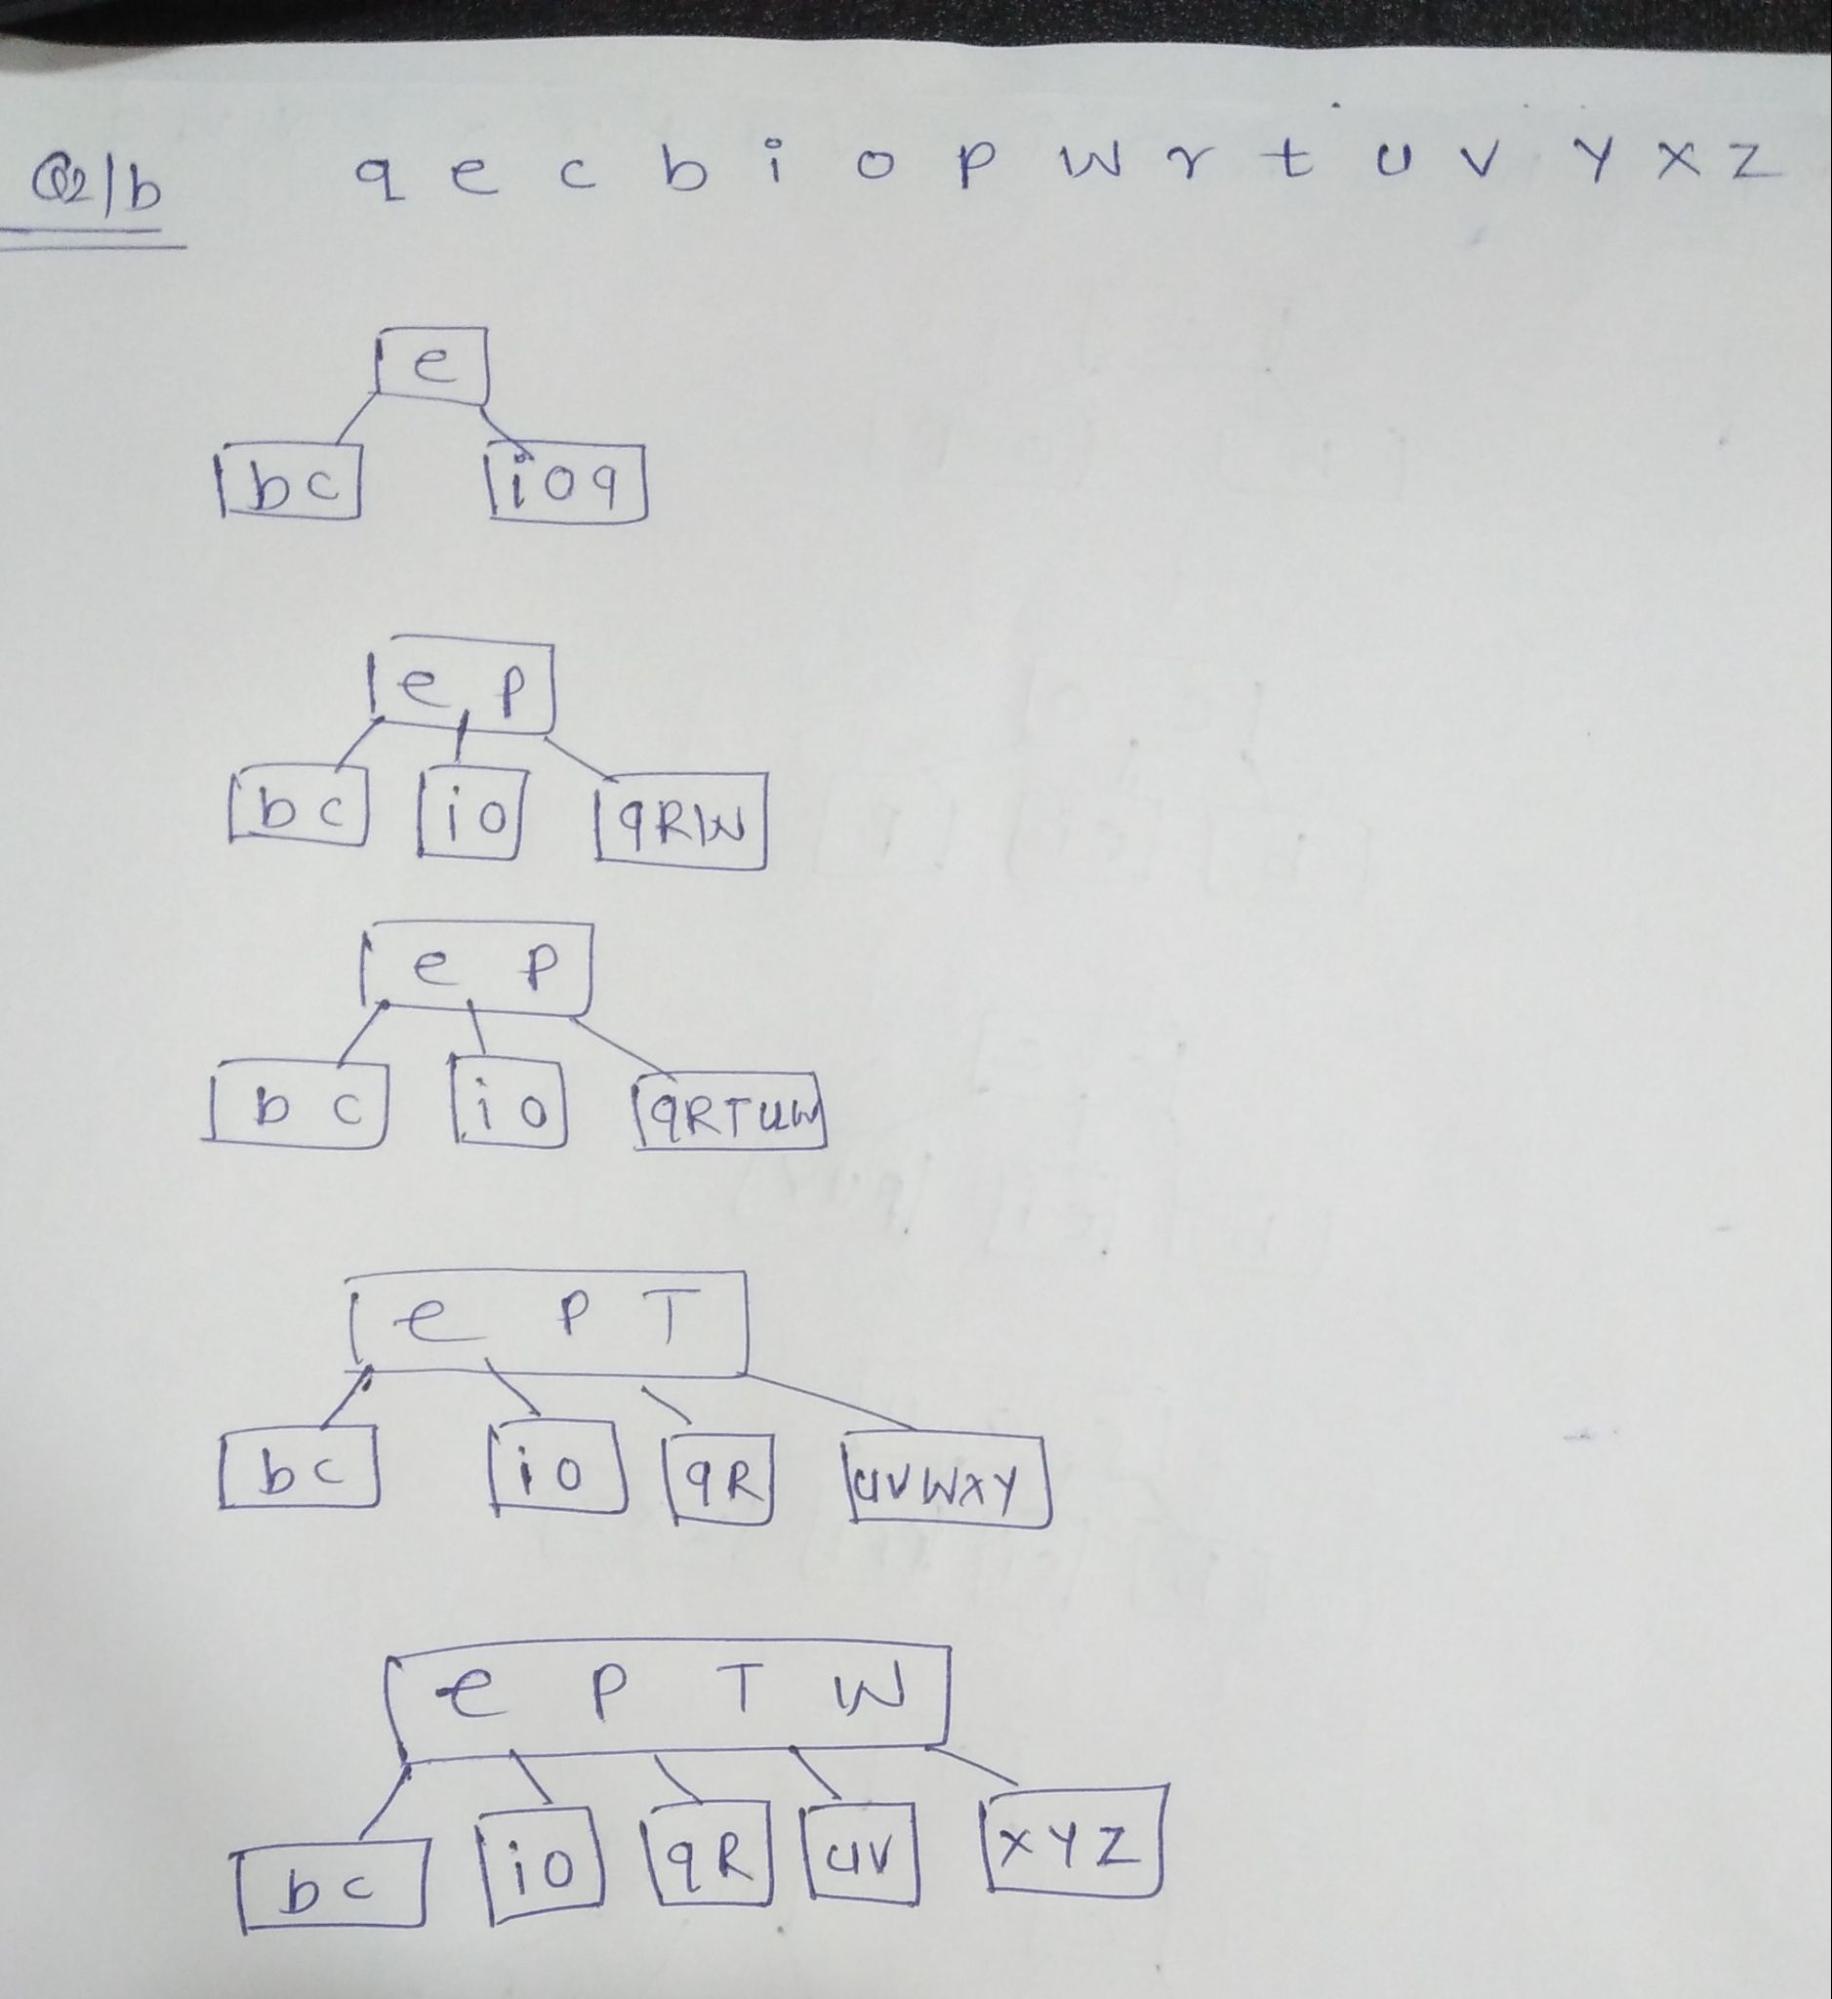 Q2/b q e c b i o p w r t u v y x z
e
bc ioq
e p
bc io qRW
e p
b c io qRTUW
e P T
bc io qR uvwxy
e P T W
bc io qR uv XYZ